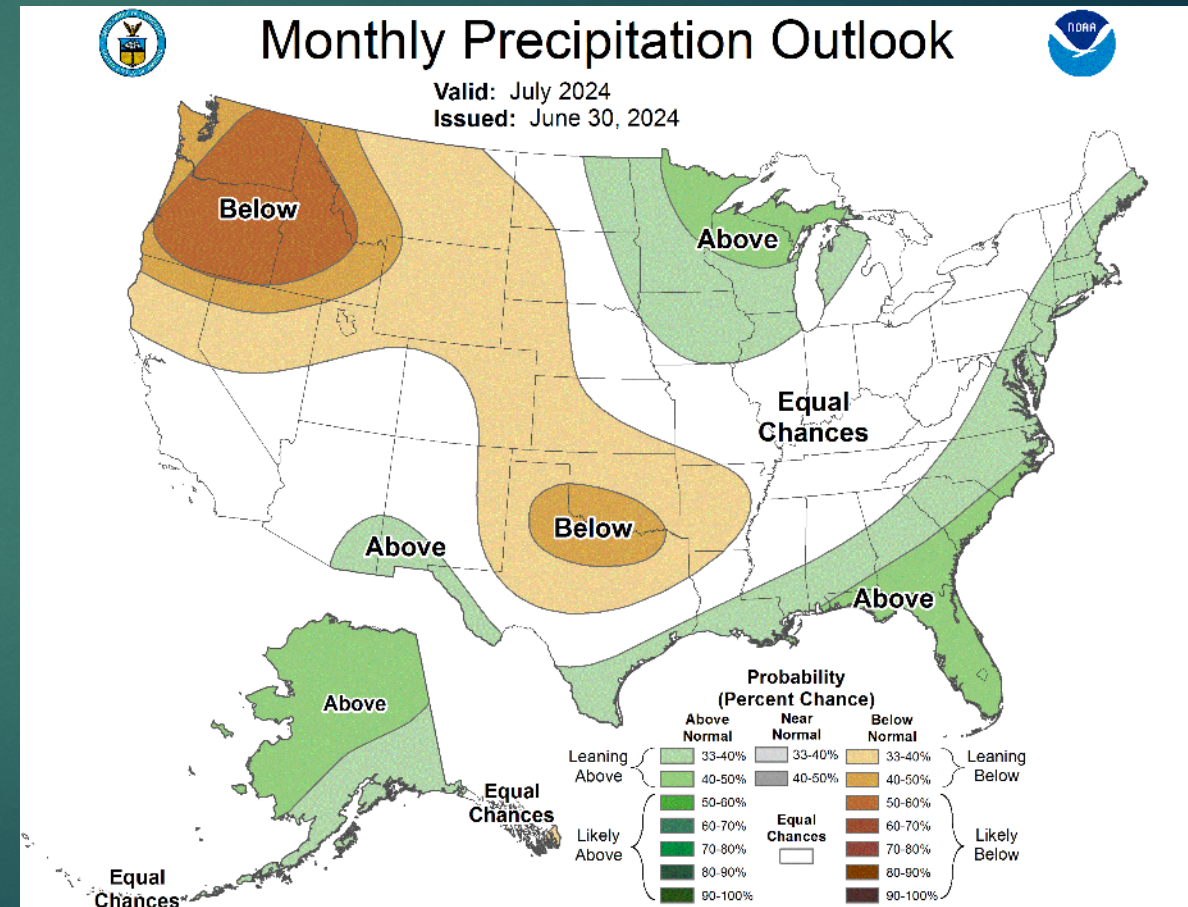 Monthly Precipitation Outlook
NOAA
Valid: July 2024
Issued: June 30, 2024
Below
Above
Equal
Chances
Below
Above
Above
Above
Equal
Chances
Equal
Chances
Probability
(Percent Chance)
Above
Normal
Near
Normal
Below
Normal
Leaning
Above
33-40%
33-40%
33-40%
Leaning
Below
40-50%
40-50%
40-50%
Likely
Above
50-60%
60-70%
70-80%
80-90%
90-100%
Equal
Chances
50-60%
60-70%
70-80%
80-90%
90-100%
Likely
Below